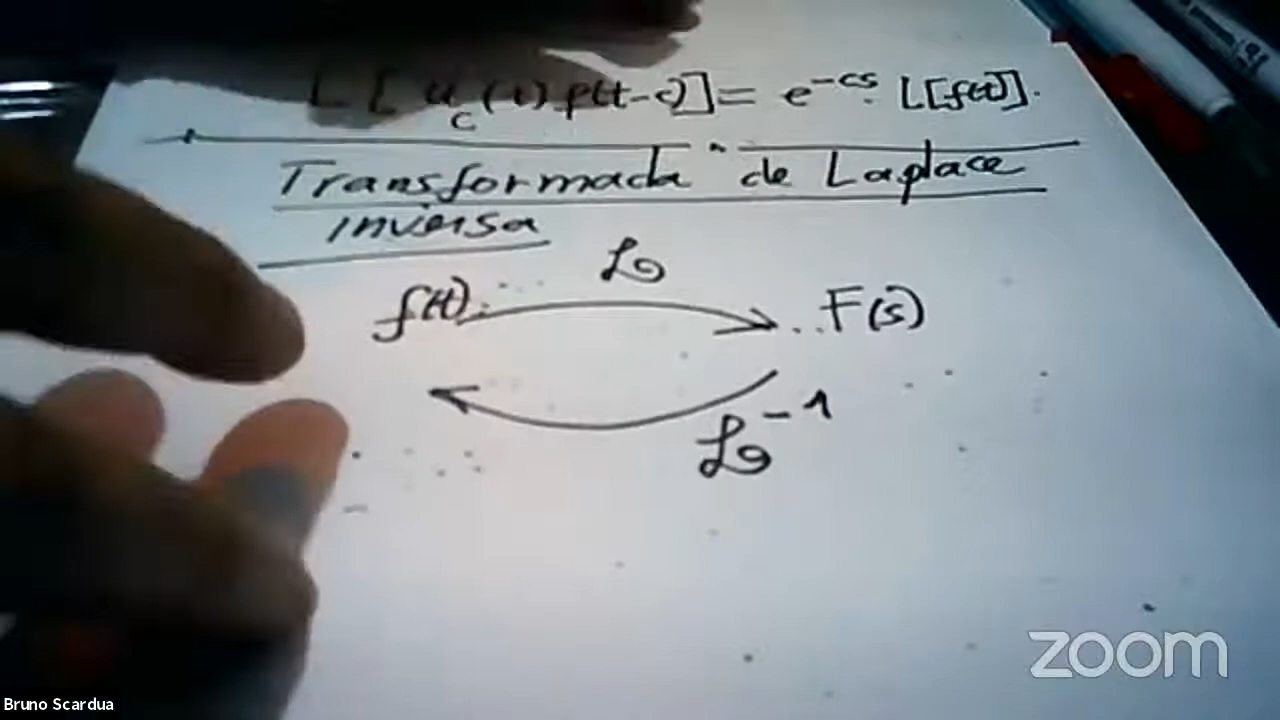 L[u_c(t) f(t-c)] = e^{-cs} . L[f(t)].
Transformada de Laplace
inversa
f(t) ℒ F(s)
ℒ^{-1}
zoom
Bruno Scardua